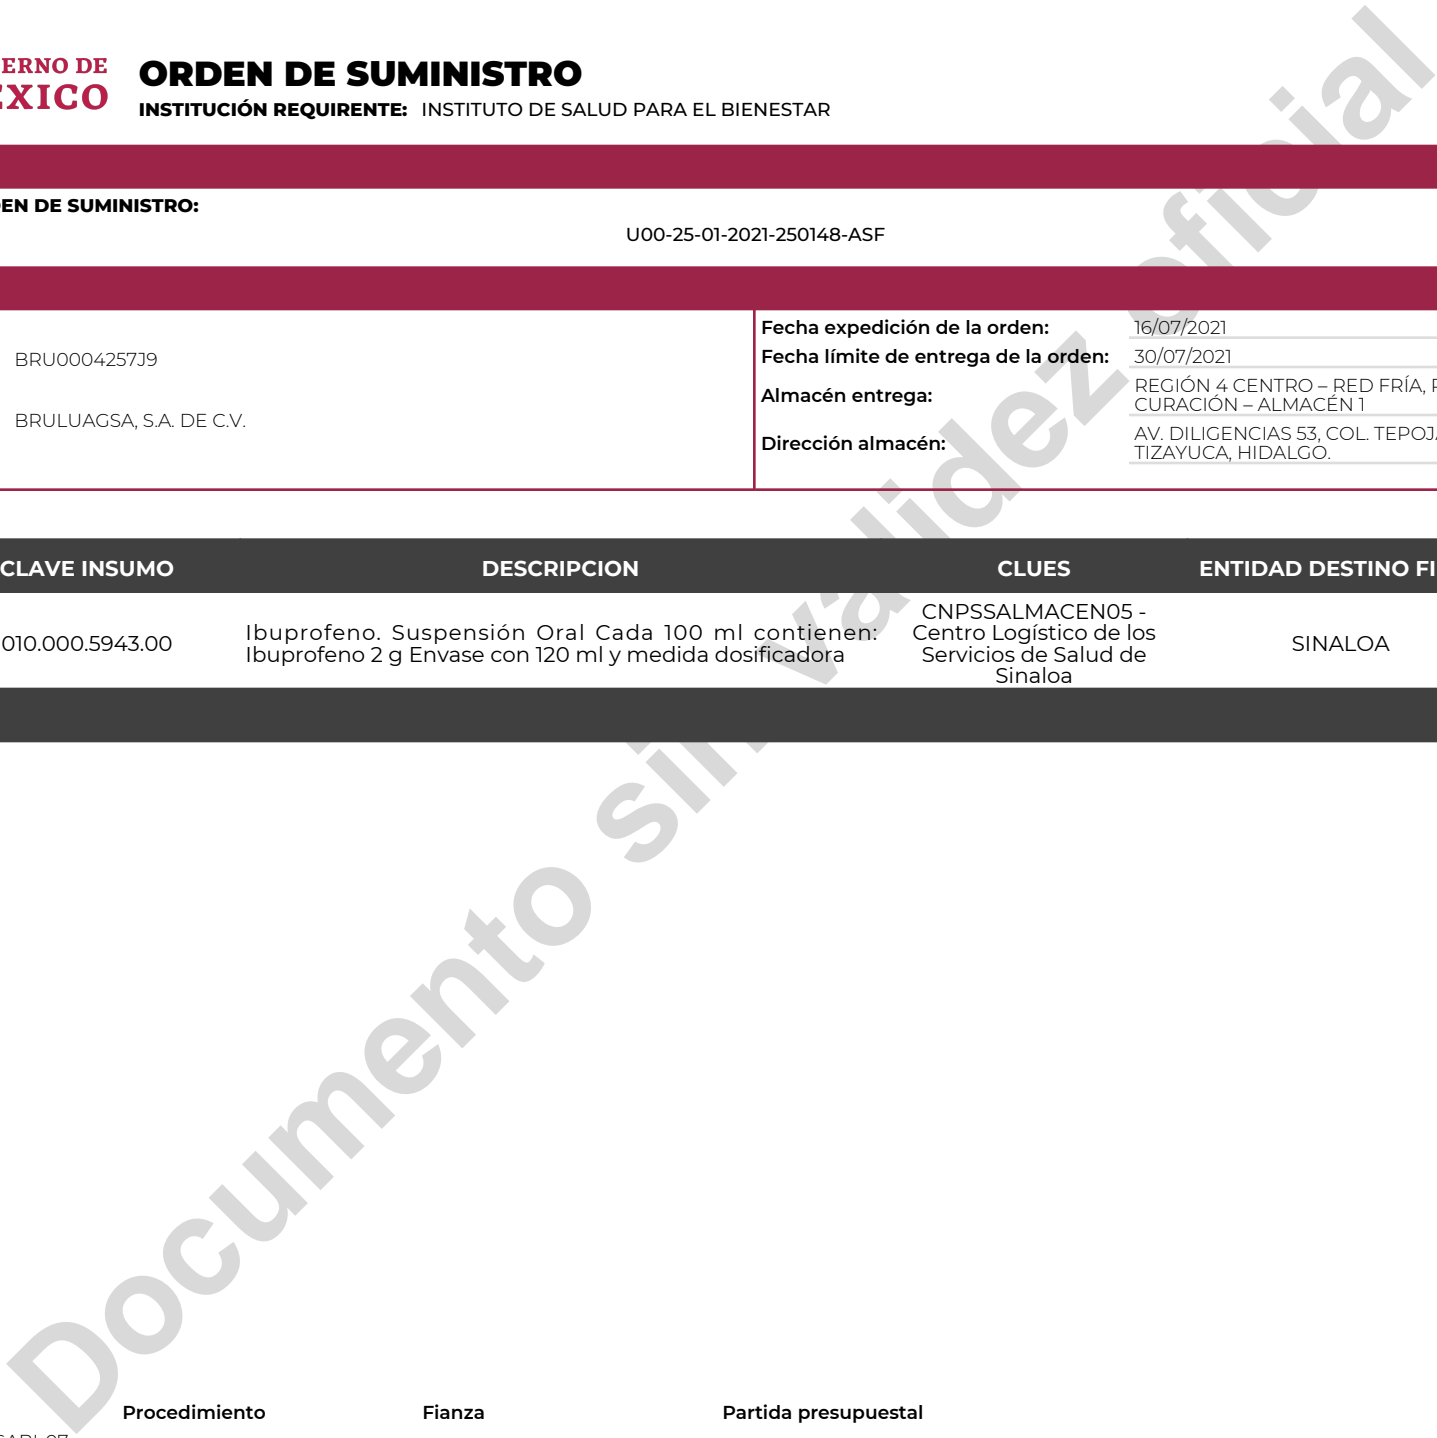 ERNO DE
ORDEN DE SUMINISTRO
XICO
INSTITUCIÓN REQUIRENTE: INSTITUTO DE SALUD PARA EL BIENESTAR
EN DE SUMINISTRO:
U00-25-01-2021-250148-ASF
BRU0004257J9
BRULUAGSA, S.A. DE C.V.
Fecha expedición de la orden: 16/07/2021
Fecha límite de entrega de la orden: 30/07/2021
Almacén entrega: REGIÓN 4 CENTRO – RED FRÍA,
CURACIÓN – ALMACÉN 1
Dirección almacén: AV. DILIGENCIAS 53, COL. TEPOJ
TIZAYUCA, HIDALGO.
CLAVE INSUMO DESCRIPCION CLUES ENTIDAD DESTINO FI
010.000.5943.00
Ibuprofeno. Suspensión Oral Cada 100 ml contienen:
Ibuprofeno 2 g Envase con 120 ml y medida dosificadora
CNPSSALMACEN05 -
Centro Logístico de los
Servicios de Salud de
Sinaloa
SINALOA
Documento sin validez oficial
Procedimiento Fianza Partida presupuestal